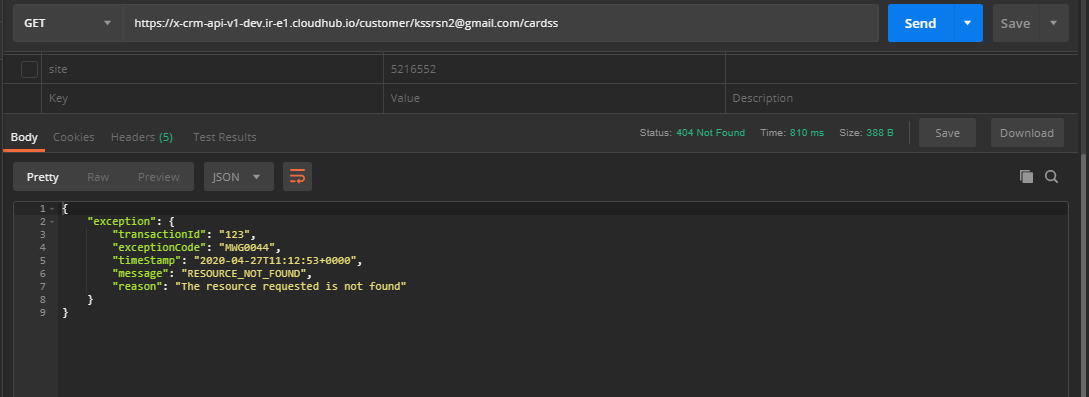 GET https://x-crm-api-v1-dev.ir-e1.cloudhub.io/customer/kssrsn2@gmail.com/cardss Send Save
site 5216552
Key Value Description
Body Cookies Headers (5) Test Results Status: 404 Not Found Time: 810 ms Size: 388 B Save Download
Pretty Raw Preview JSON
1 {
2 "exception": {
3 "transactionId": "123",
4 "exceptionCode": "MWG0044",
5 "timeStamp": "2020-04-27T11:12:53+0000",
6 "message": "RESOURCE_NOT_FOUND",
7 "reason": "The resource requested is not found"
8 }
9 }